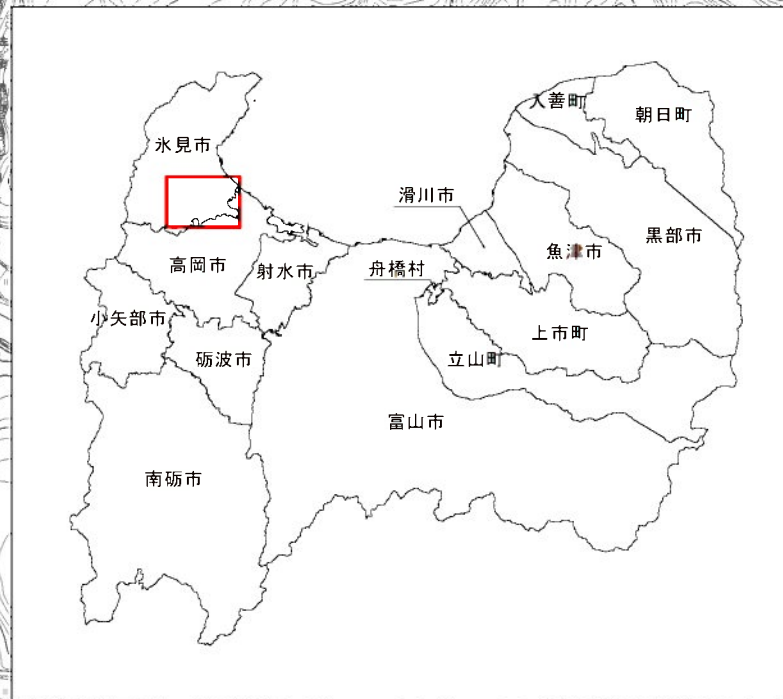 入善町
朝日町
氷見市
滑川市
黒部市
魚津市
高岡市
射水市
舟橋村
小矢部市
上市町
砺波市
立山町
富山市
南砺市